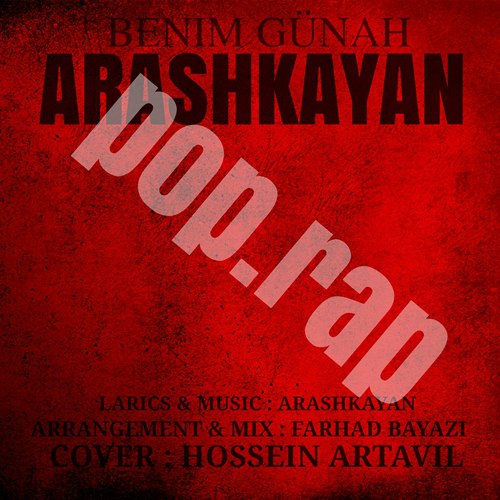 BENIM GÜNAH
ARASHKAYAN
pop.rap
LARICS & MUSIC : ARASHKAYAN
ARRANGEMENT & MIX : FARHAD BAYAZI
COVER ; HOSSEIN ARTAVIL